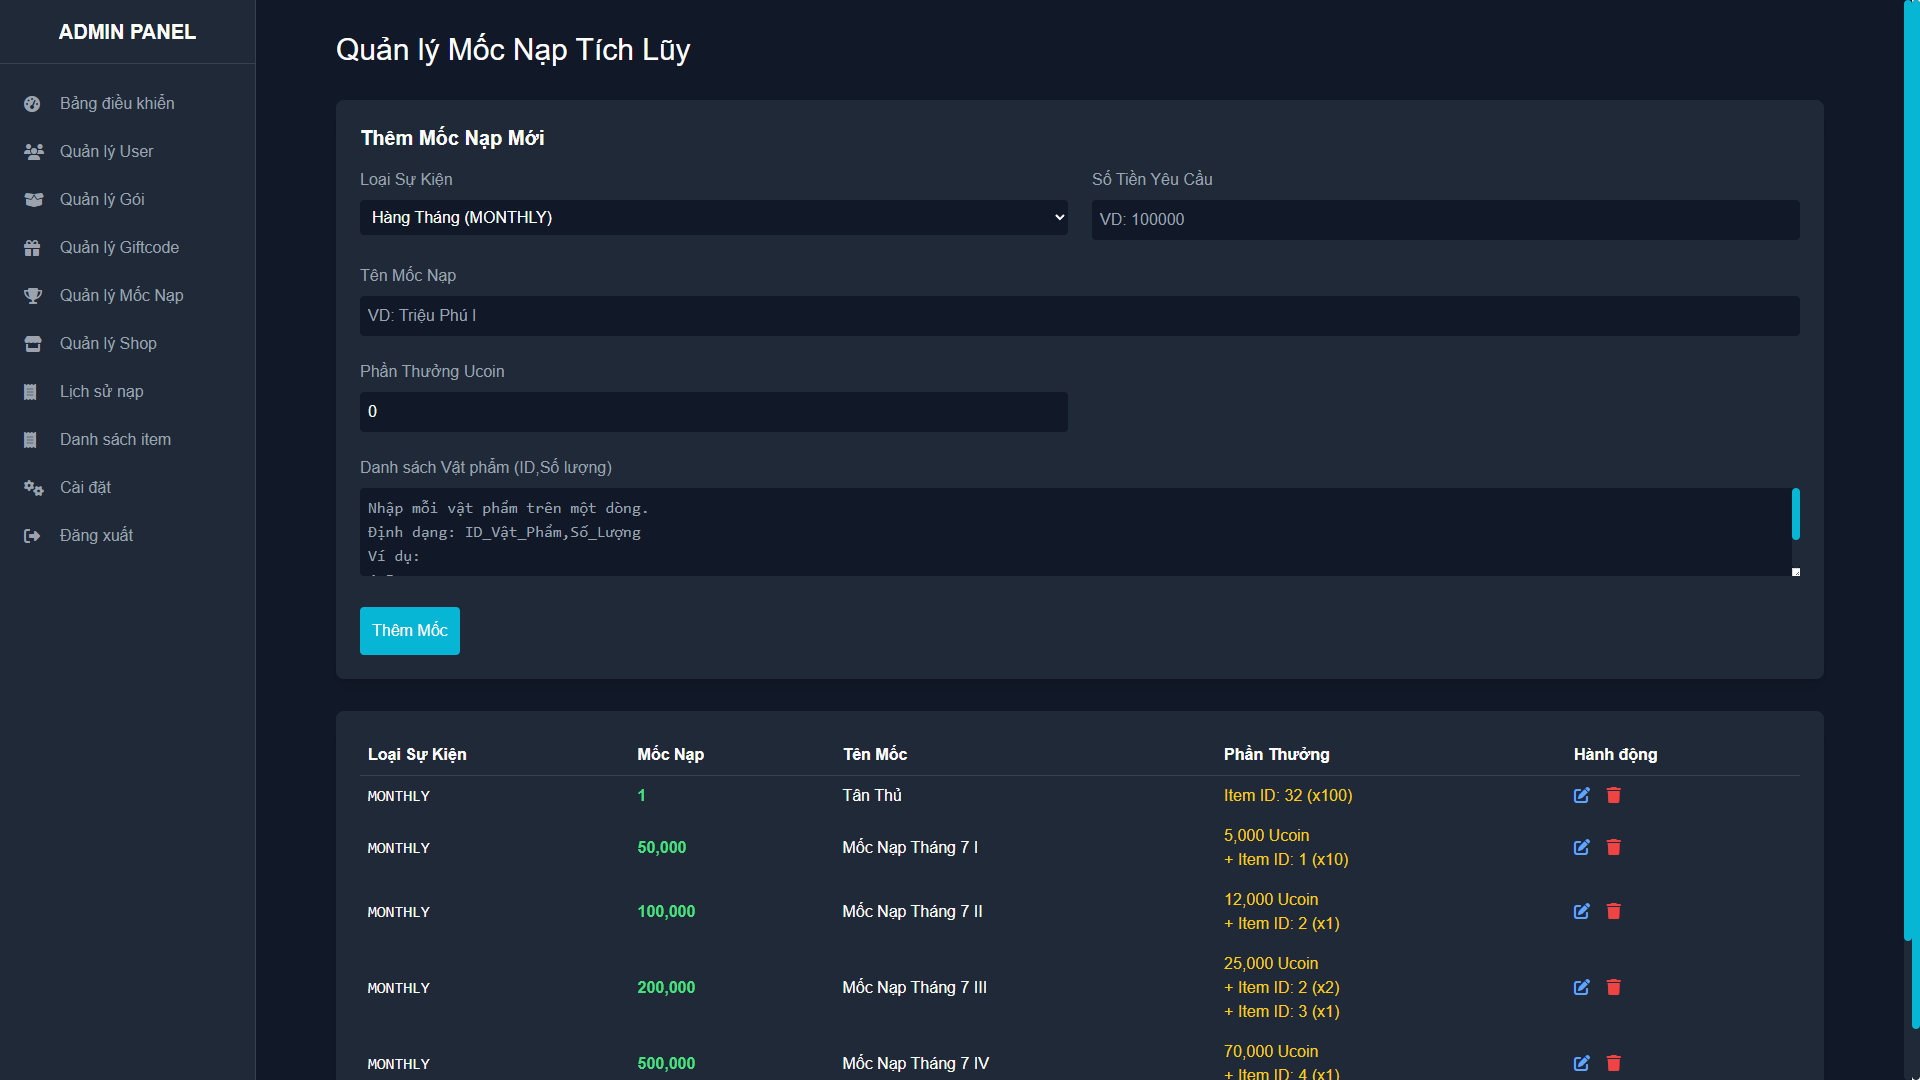 ADMIN PANEL
Bảng điều khiển
Quản lý User
Quản lý Gói
Quản lý Giftcode
Quản lý Mốc Nạp
Quản lý Shop
Lịch sử nạp
Danh sách item
Cài đặt
Đăng xuất
Quản lý Mốc Nạp Tích Lũy
Thêm Mốc Nạp Mới
Loại Sự Kiện
Số Tiền Yêu Cầu
Hàng Tháng (MONTHLY)
VD: 100000
Tên Mốc Nạp
VD: Triệu Phú I
Phần Thưởng Ucoin
0
Danh sách Vật phẩm (ID,Số lượng)
Nhập mỗi vật phẩm trên một dòng.
Định dạng: ID_Vật_Phẩm,Số_Lượng
Ví dụ:
Thêm Mốc
Loại Sự Kiện Mốc Nạp Tên Mốc Phần Thưởng Hành động
MONTHLY 1 Tân Thủ Item ID: 32 (x100)
MONTHLY 50,000 Mốc Nạp Tháng 7 I 5,000 Ucoin
+ Item ID: 1 (x10)
MONTHLY 100,000 Mốc Nạp Tháng 7 II 12,000 Ucoin
+ Item ID: 2 (x1)
MONTHLY 200,000 Mốc Nạp Tháng 7 III 25,000 Ucoin
+ Item ID: 2 (x2)
+ Item ID: 3 (x1)
MONTHLY 500,000 Mốc Nạp Tháng 7 IV 70,000 Ucoin
+ Item ID: 4 (x1)